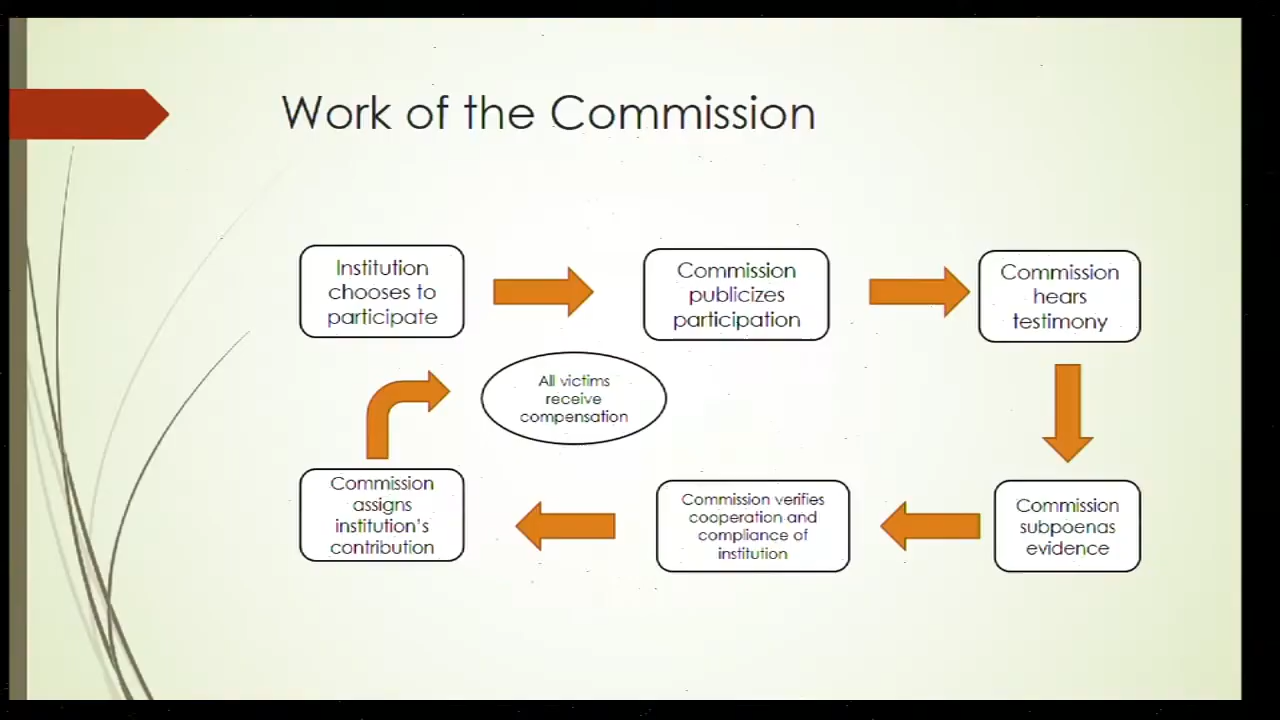 Work of the Commission
Institution
chooses to
participate
Commission
publicizes
participation
Commission
hears
testimony
Commission
subpoenas
evidence
Commission verifies
cooperation and
compliance of
institution
Commission
assigns
institution's
contribution
All victims
receive
compensation